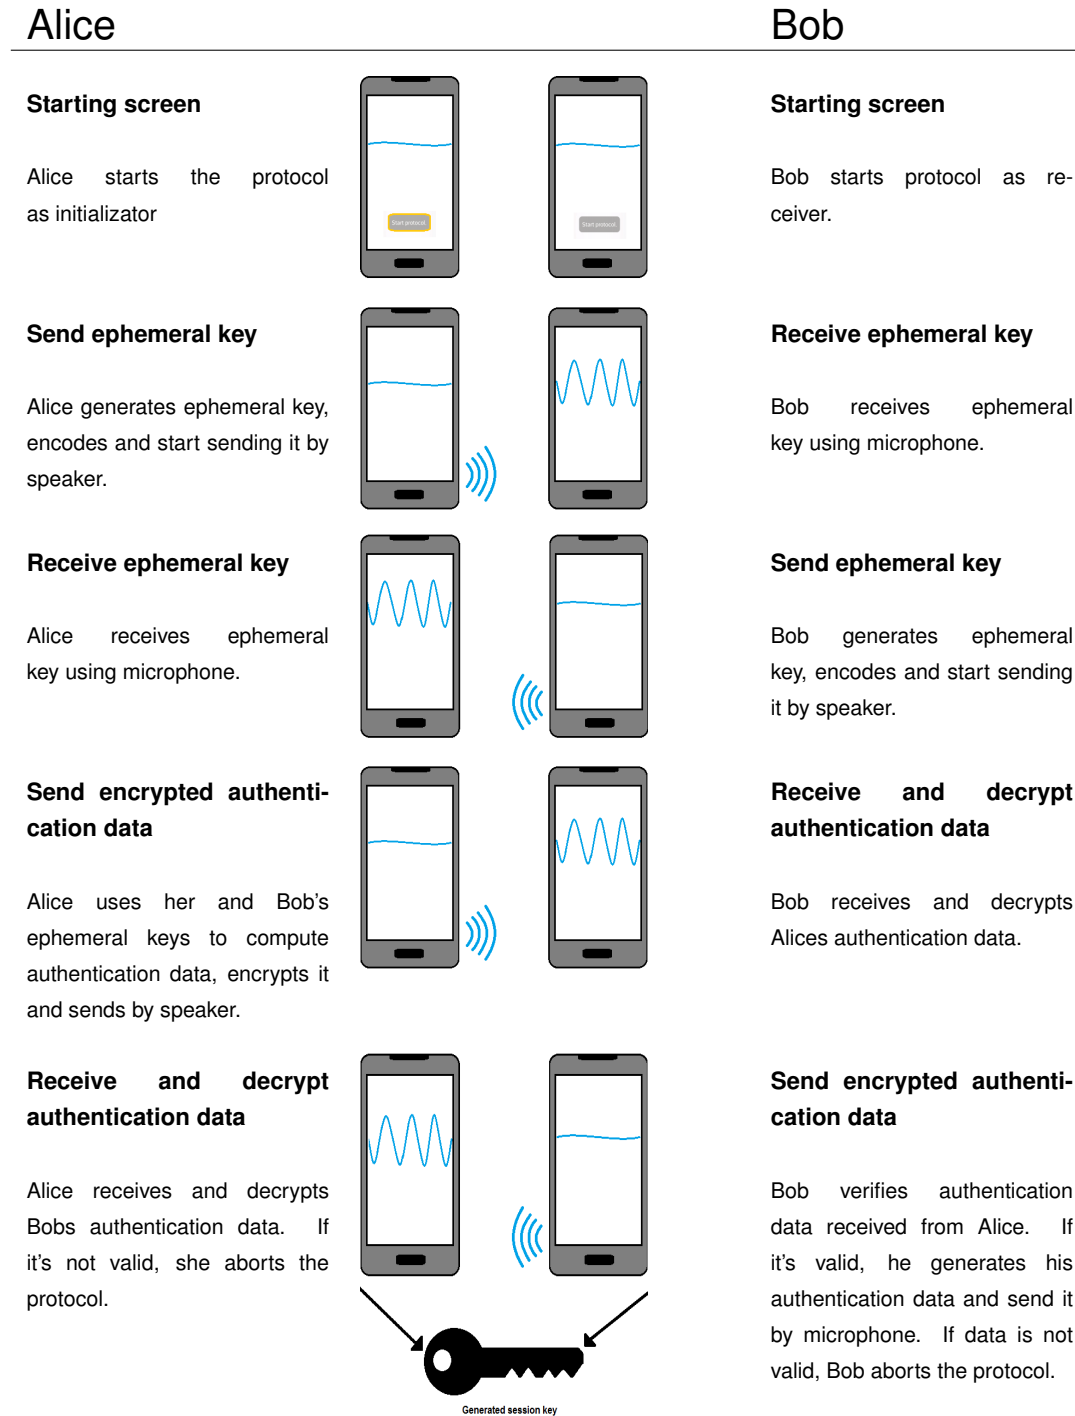 Alice
Bob
Starting screen
Alice starts the protocol
as initializator
Start protocol
Start protocol
Starting screen
Bob starts protocol as re-
ceiver.
Send ephemeral key
Alice generates ephemeral key,
encodes and start sending it by
speaker.
Receive ephemeral key
Bob receives ephemeral
key using microphone.
Receive ephemeral key
Alice receives ephemeral
key using microphone.
Send ephemeral key
Bob generates ephemeral
key, encodes and start sending
it by speaker.
Send encrypted authenti-
cation data
Alice uses her and Bob's
ephemeral keys to compute
authentication data, encrypts it
and sends by speaker.
Receive and decrypt
authentication data
Bob receives and decrypts
Alices authentication data.
Receive and decrypt
authentication data
Alice receives and decrypts
Bobs authentication data. If
it's not valid, she aborts the
protocol.
Send encrypted authenti-
cation data
Bob verifies authentication
data received from Alice. If
it's valid, he generates his
authentication data and send it
by microphone. If data is not
valid, Bob aborts the protocol.
Generated session key